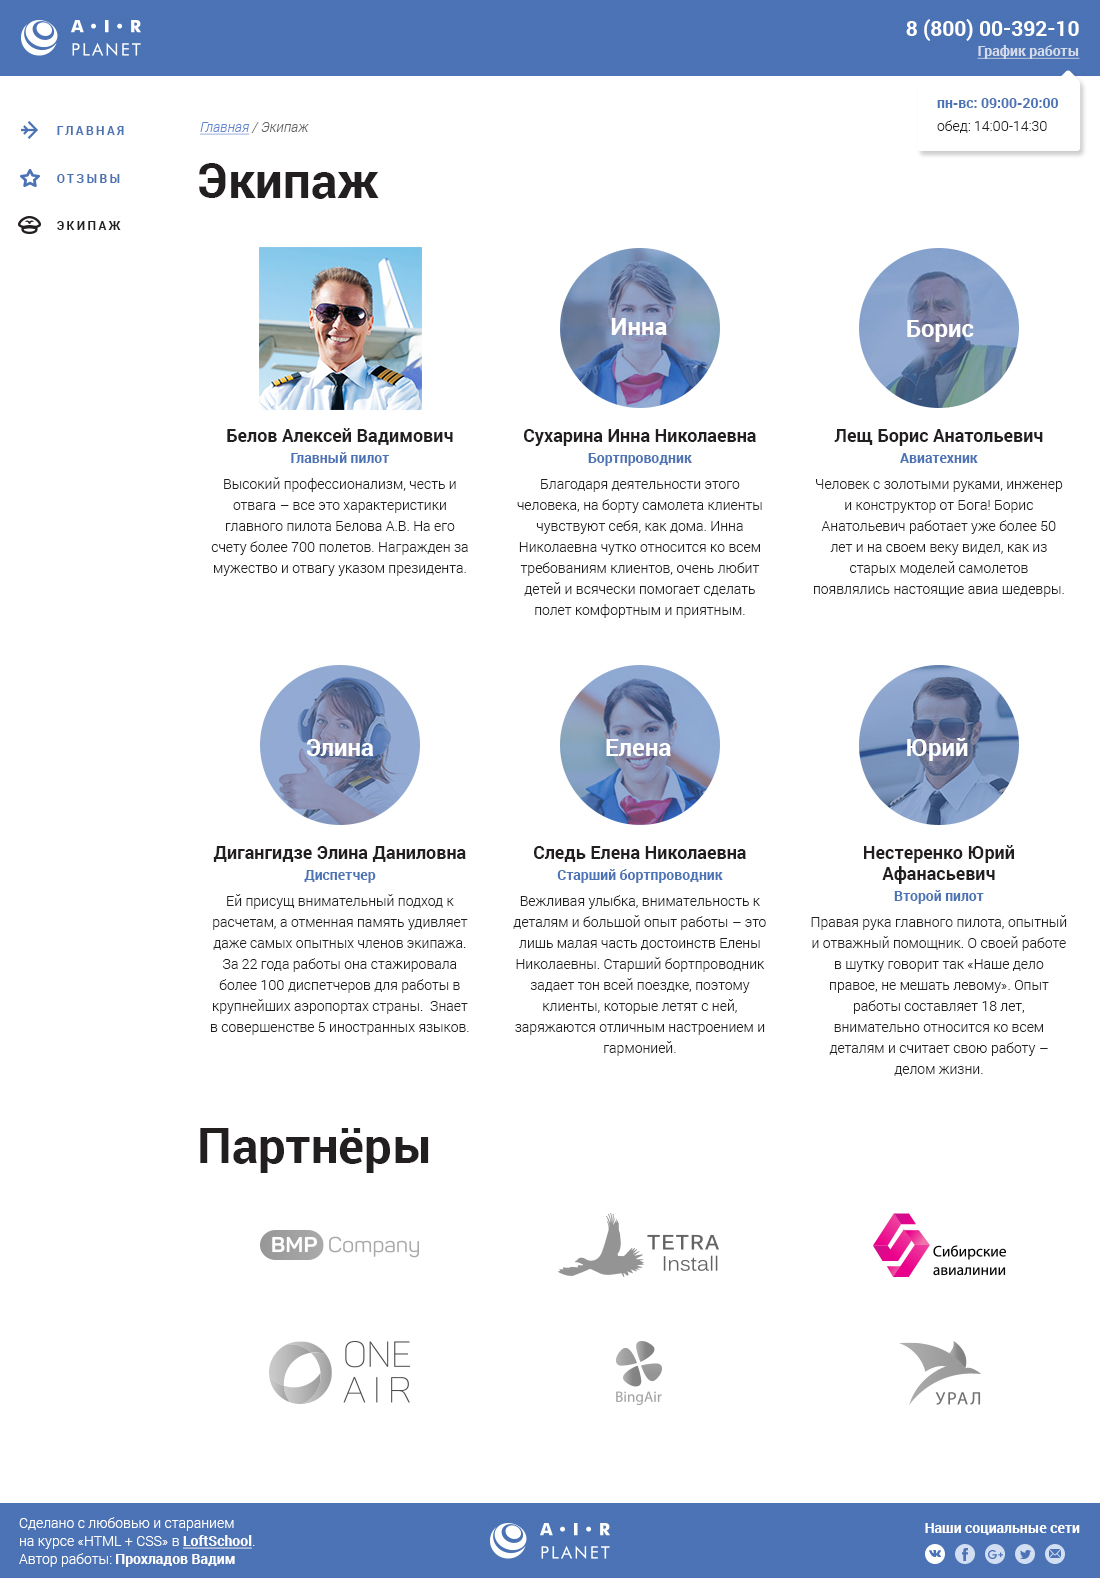 A·I·R
PLANET
8 (800) 00-392-10
График работы
пн-вс: 09:00-20:00
обед: 14:00-14:30
ГЛАВНАЯ
ОТЗЫВЫ
ЭКИПАЖ
Главная / Экипаж
Экипаж
Белов Алексей Вадимович
Главный пилот
Высокий профессионализм, честь и
отвага – все это характеристики
главного пилота Белова А.В. На его
счету более 700 полетов. Награжден за
мужество и отвагу указом президента.
Инна
Сухарина Инна Николаевна
Бортпроводник
Благодаря деятельности этого
человека, на борту самолета клиенты
чувствуют себя, как дома. Инна
Николаевна чутко относится ко всем
требованиям клиентов, очень любит
детей и всячески помогает сделать
полет комфортным и приятным.
Борис
Лещ Борис Анатольевич
Авиатехник
Человек с золотыми руками, инженер
и конструктор от Бога! Борис
Анатольевич работает уже более 50
лет и на своем веку видел, как из
старых моделей самолетов
появлялись настоящие авиа шедевры.
Элина
Дигангидзе Элина Даниловна
Диспетчер
Ей присущ внимательный подход к
расчетам, а отменная память удивляет
даже самых опытных членов экипажа.
За 22 года работы она стажировала
более 100 диспетчеров для работы в
крупнейших аэропортах страны. Знает
в совершенстве 5 иностранных языков.
Елена
Следь Елена Николаевна
Старший бортпроводник
Вежливая улыбка, внимательность к
деталям и большой опыт работы – это
лишь малая часть достоинств Елены
Николаевны. Старший бортпроводник
задает тон всей поездке, поэтому
клиенты, которые летят с ней,
заряжаются отличным настроением и
гармонией.
Юрий
Нестеренко Юрий
Афанасьевич
Второй пилот
Правая рука главного пилота, опытный
и отважный помощник. О своей работе
в шутку говорит так «Наше дело
правое, не мешать левому». Опыт
работы составляет 18 лет,
внимательно относится ко всем
деталям и считает свою работу –
делом жизни.
Партнёры
BMP Company
TETRA
Install
Сибирские
авиалинии
ONE
AIR
BingAir
УРАЛ
Сделано с любовью и старанием
на курсе «HTML + CSS» в LoftSchool.
Автор работы: Прохладов Вадим
A·I·R
PLANET
Наши социальные сети